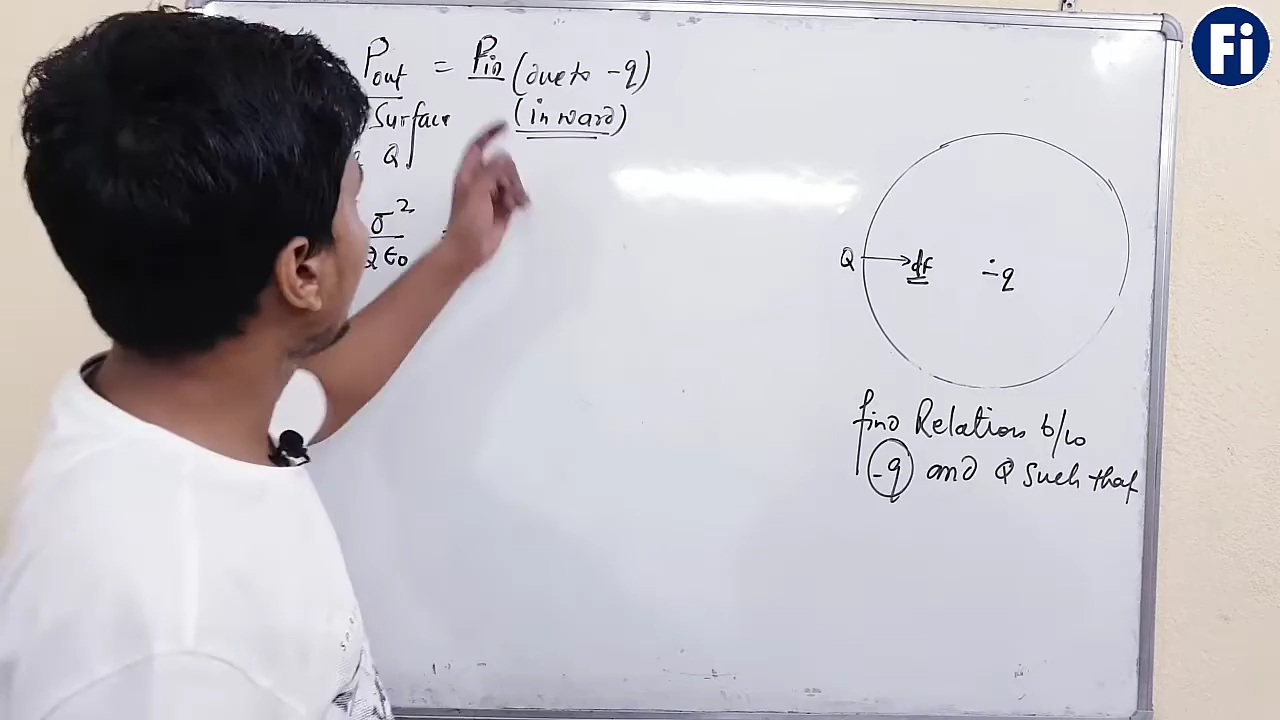 Pout = Pin (due to -q)
Surface (inward)
Q
σ²
2ϵ₀
Q → df -q
find Relation b/w
-q and Q such that
Fi